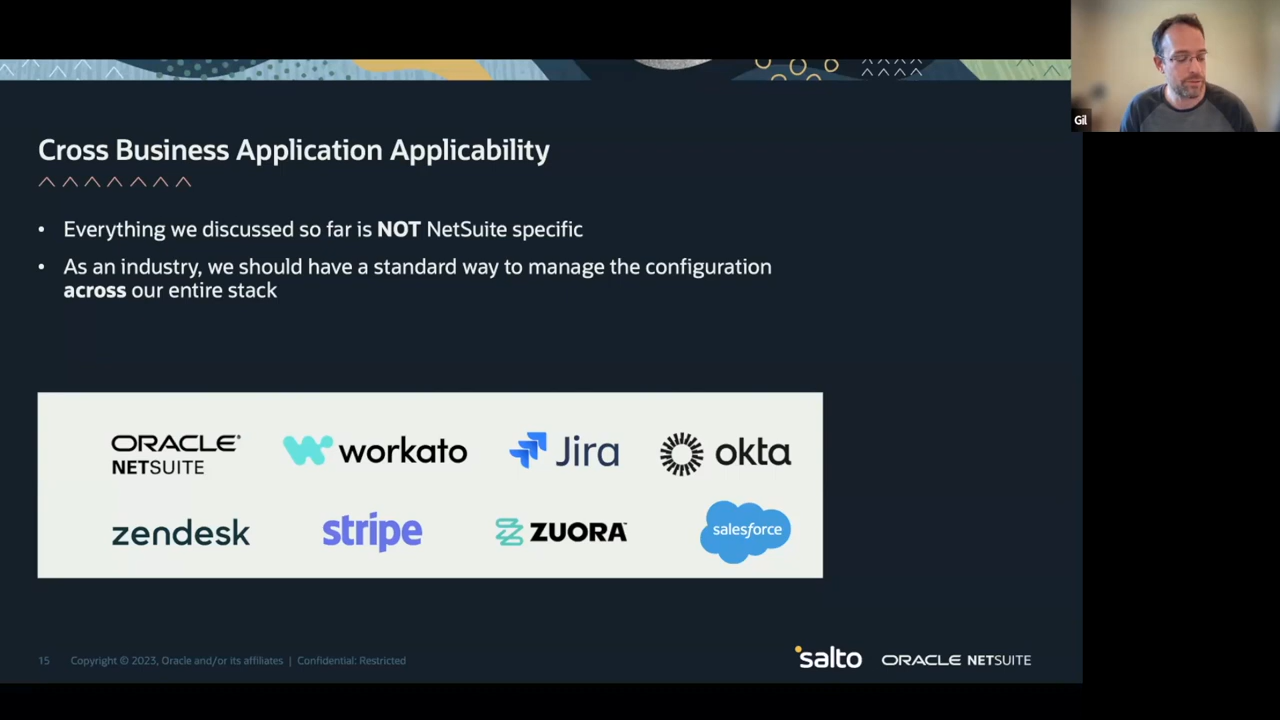 Gil
Cross Business Application Applicability
• Everything we discussed so far is NOT NetSuite specific
• As an industry, we should have a standard way to manage the configuration
across our entire stack
ORACLE®
NETSUITE
workato
Jira
okta
zendesk
stripe
ZUORA™
salesforce
15 Copyright © 2023, Oracle and/or its affiliates | Confidential: Restricted
salto
ORACLE NETSUITE